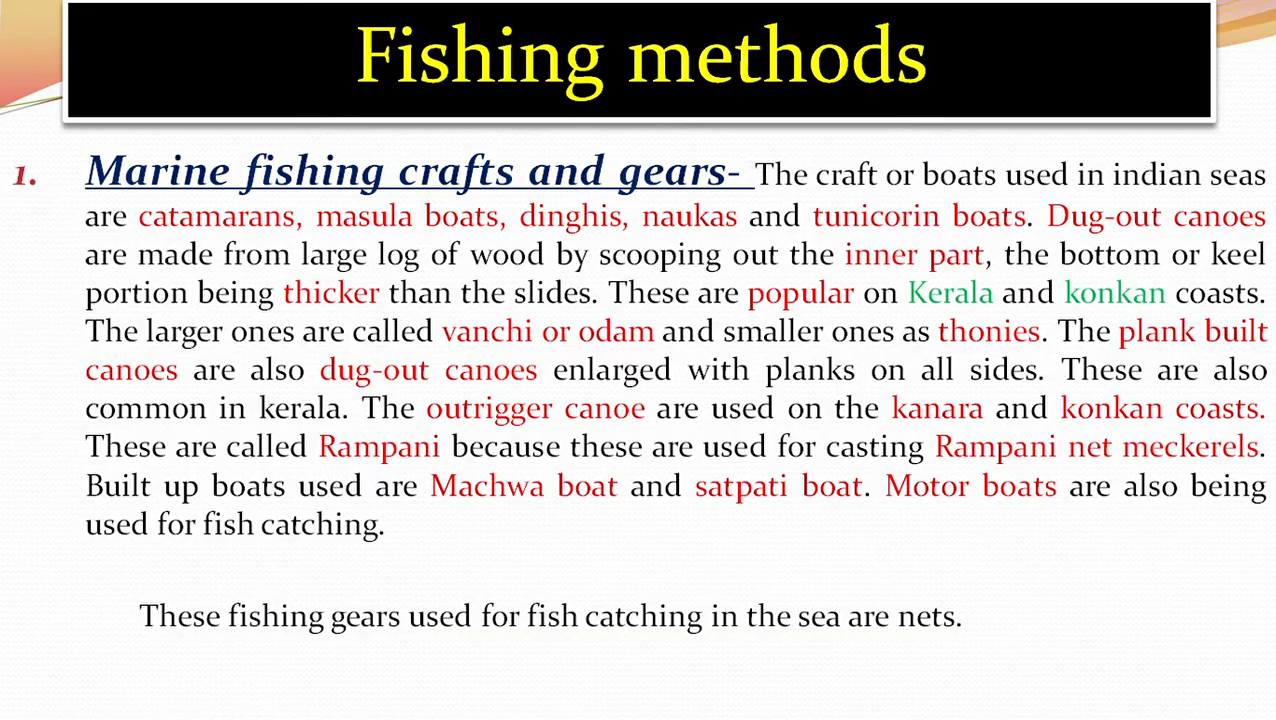 Fishing methods
1. Marine fishing crafts and gears- The craft or boats used in indian seas
are catamarans, masula boats, dinghis, naukas and tunicorin boats. Dug-out canoes
are made from large log of wood by scooping out the inner part, the bottom or keel
portion being thicker than the slides. These are popular on Kerala and konkan coasts.
The larger ones are called vanchi or odam and smaller ones as thonies. The plank built
canoes are also dug-out canoes enlarged with planks on all sides. These are also
common in kerala. The outrigger canoe are used on the kanara and konkan coasts.
These are called Rampani because these are used for casting Rampani net meckerels.
Built up boats used are Machwa boat and satpati boat. Motor boats are also being
used for fish catching.
These fishing gears used for fish catching in the sea are nets.